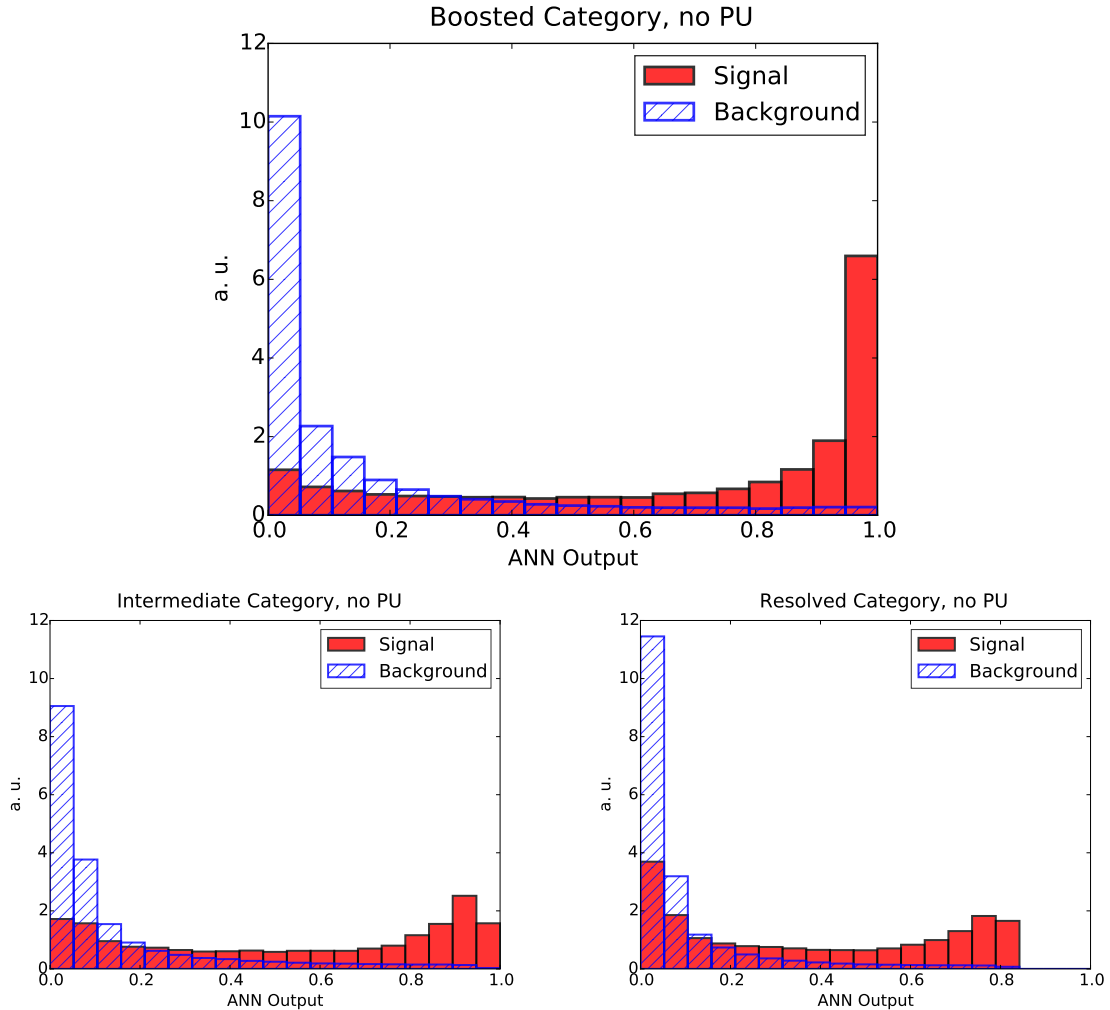 Boosted Category, no PU
12
10
8
6
4
2
0
a. u.
Signal
Background
0.0
0.2
0.4
0.6
0.8
1.0
ANN Output
Intermediate Category, no PU
12
10
8
6
4
2
0
a. u.
Signal
Background
0.0
0.2
0.4
0.6
0.8
1.0
ANN Output
Resolved Category, no PU
12
10
8
6
4
2
0
a. u.
Signal
Background
0.0
0.2
0.4
0.6
0.8
1.0
ANN Output